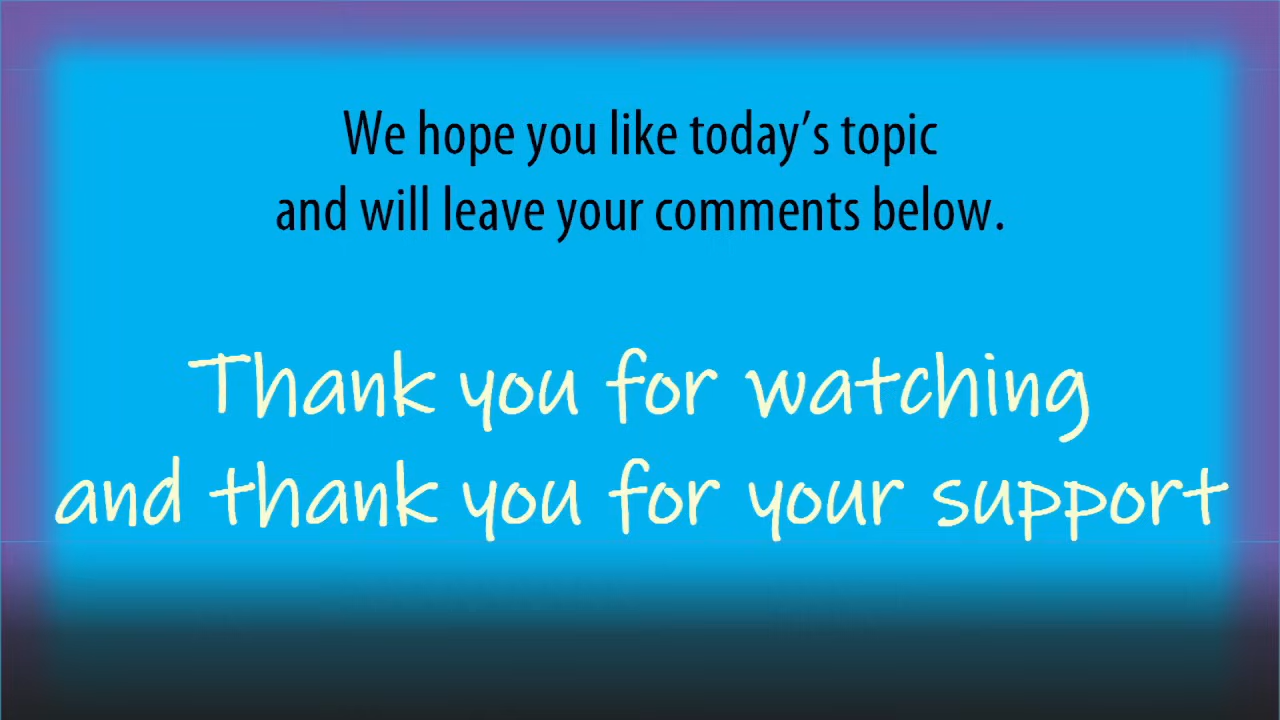 We hope you like today’s topic
and will leave your comments below.
Thank you for watching
and thank you for your support